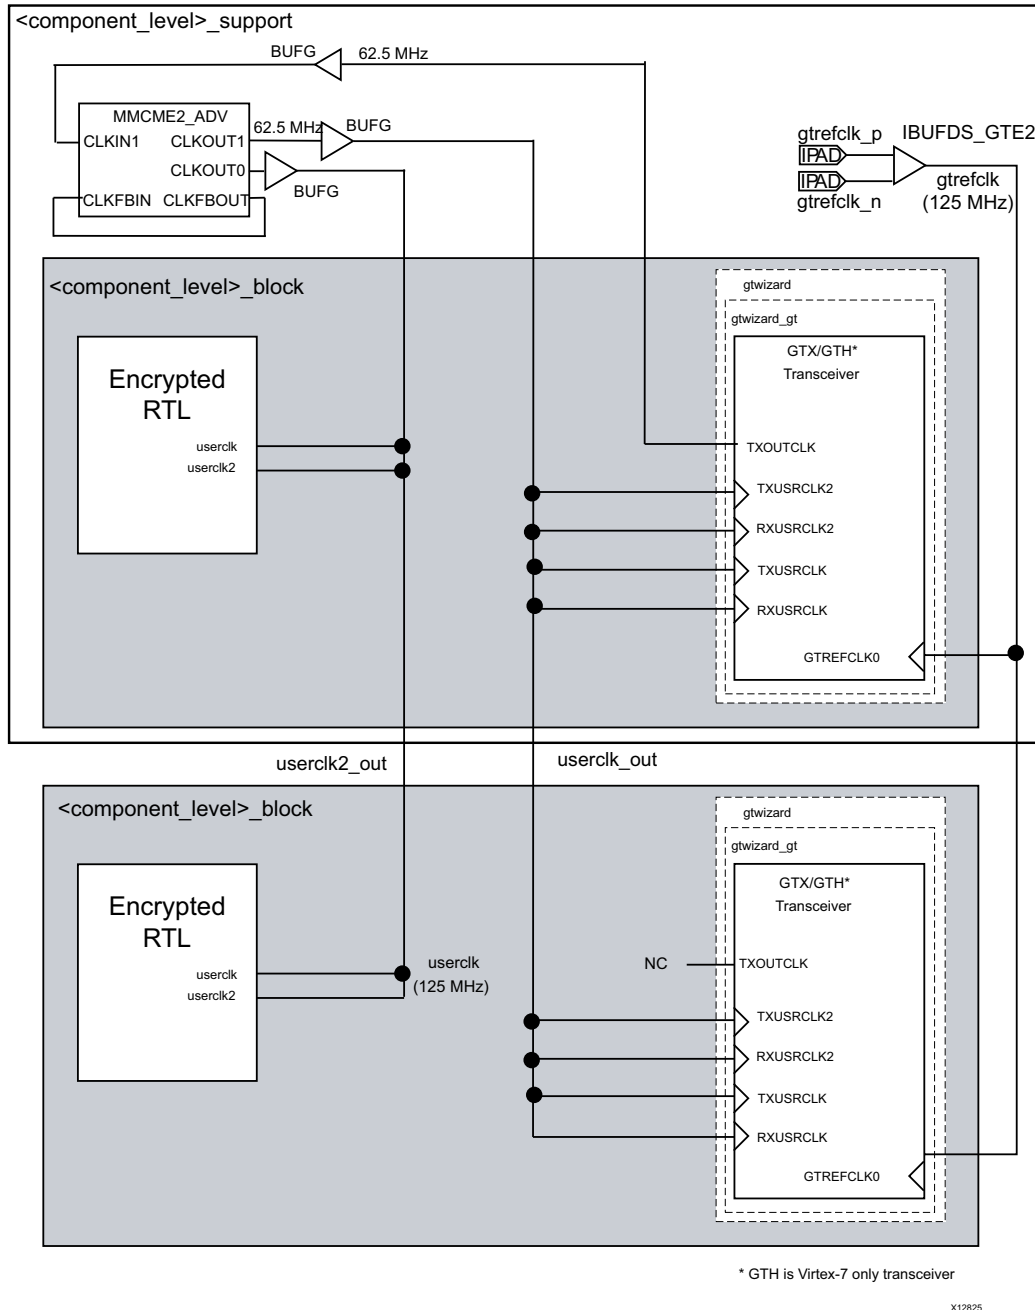 <component_level>_support
BUFG
62.5 MHz
MMCME2_ADV
CLKIN1
CLKOUT1
62.5 MHz
BUFG
CLKOUT0
BUFG
CLKFBIN
CLKFBOUT
gtrefclk_p
IBUFDS_GTE2
IPAD
IPAD
gtrefclk_n
gtrefclk
(125 MHz)
<component_level>_block
gtwizard
gtwizard_gt
GTX/GTH*
Transceiver
Encrypted
RTL
userclk
userclk2
TXOUTCLK
TXUSRCLK2
RXUSRCLK2
TXUSRCLK
RXUSRCLK
GTREFCLK0
userclk2_out
userclk_out
<component_level>_block
gtwizard
gtwizard_gt
GTX/GTH*
Transceiver
Encrypted
RTL
userclk
userclk2
userclk
(125 MHz)
NC
TXOUTCLK
TXUSRCLK2
RXUSRCLK2
TXUSRCLK
RXUSRCLK
GTREFCLK0
* GTH is Virtex-7 only transceiver
X12825